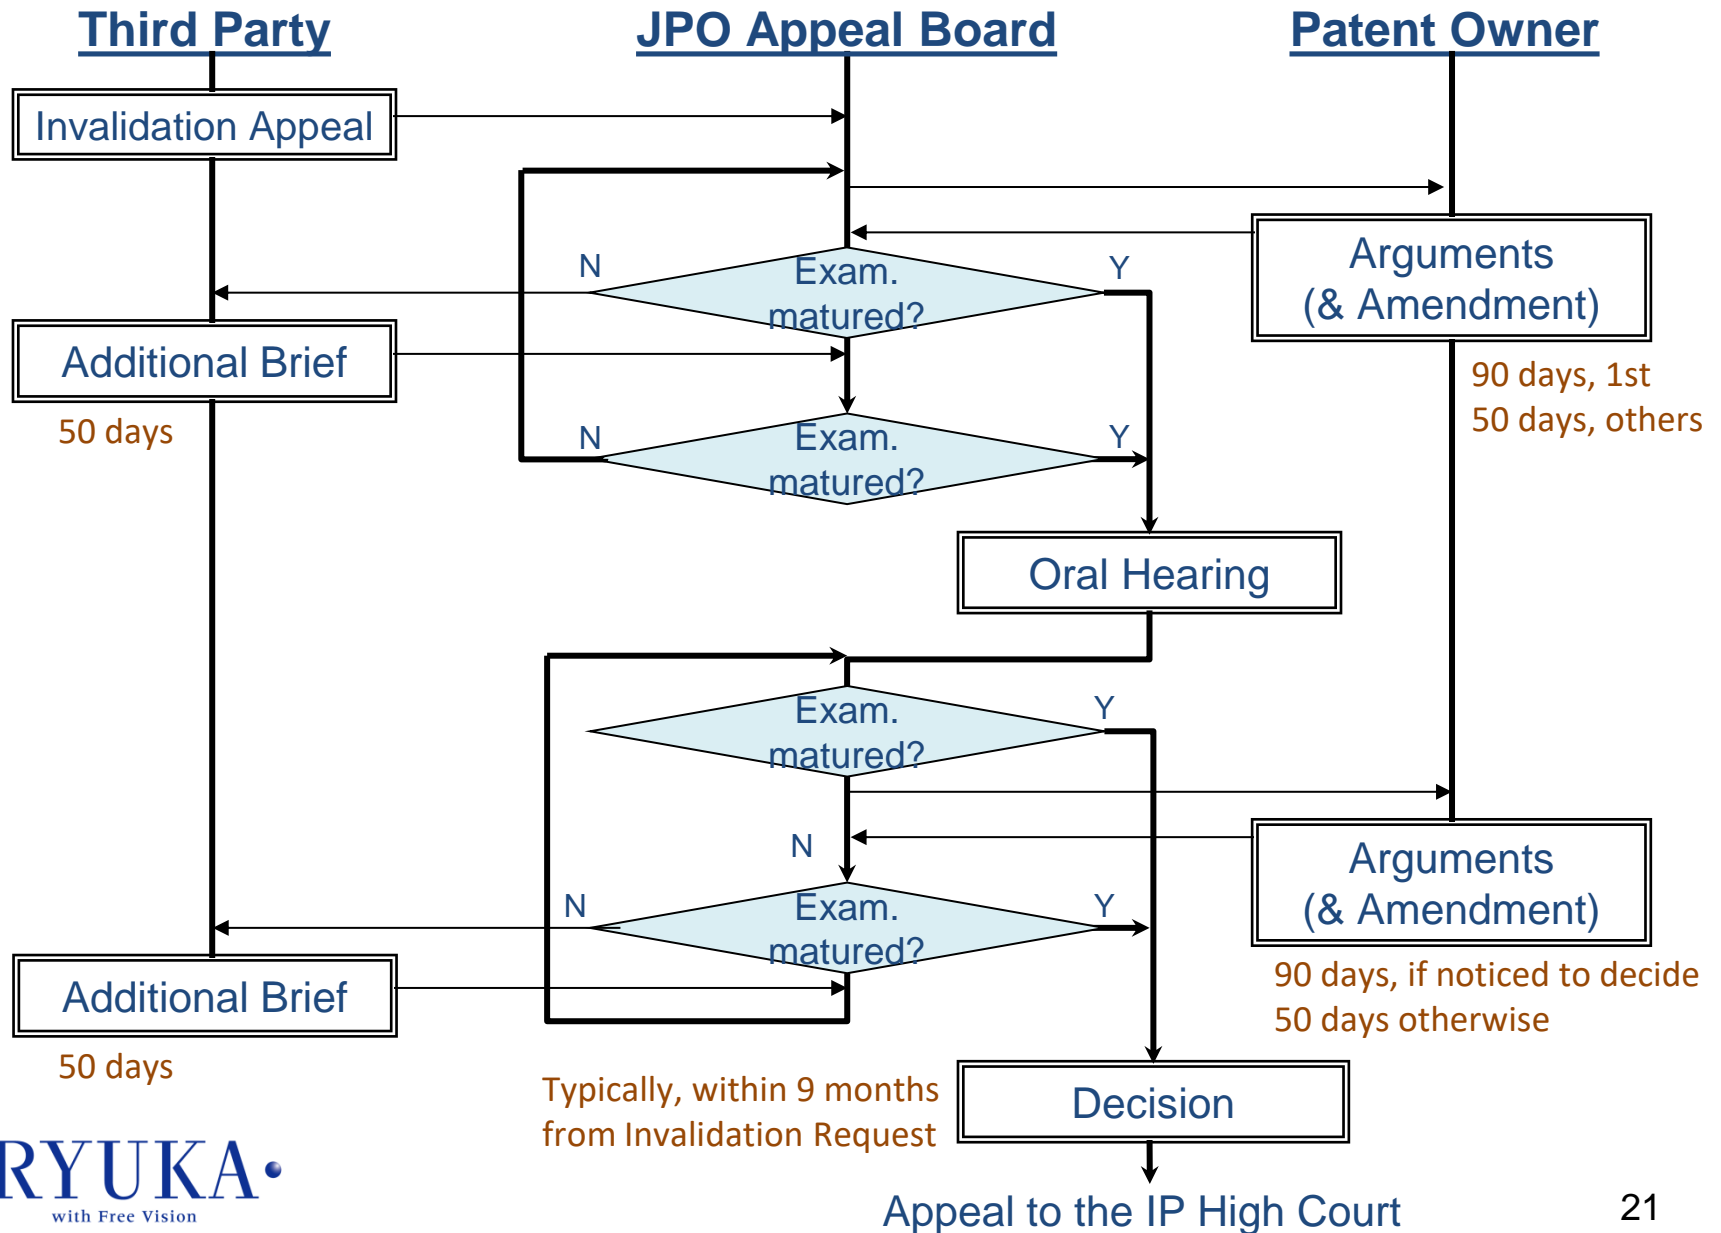 Third Party
JPO Appeal Board
Patent Owner
Invalidation Appeal
N
Exam.
matured?
Y
Arguments
(& Amendment)
Additional Brief
50 days
90 days, 1st
50 days, others
N
Exam.
matured?
Y
Oral Hearing
Exam.
matured?
Y
N
Arguments
(& Amendment)
N
Exam.
matured?
Y
90 days, if noticed to decide
50 days otherwise
Additional Brief
50 days
Typically, within 9 months
from Invalidation Request
Decision
RYUKA
with Free Vision
Appeal to the IP High Court
21